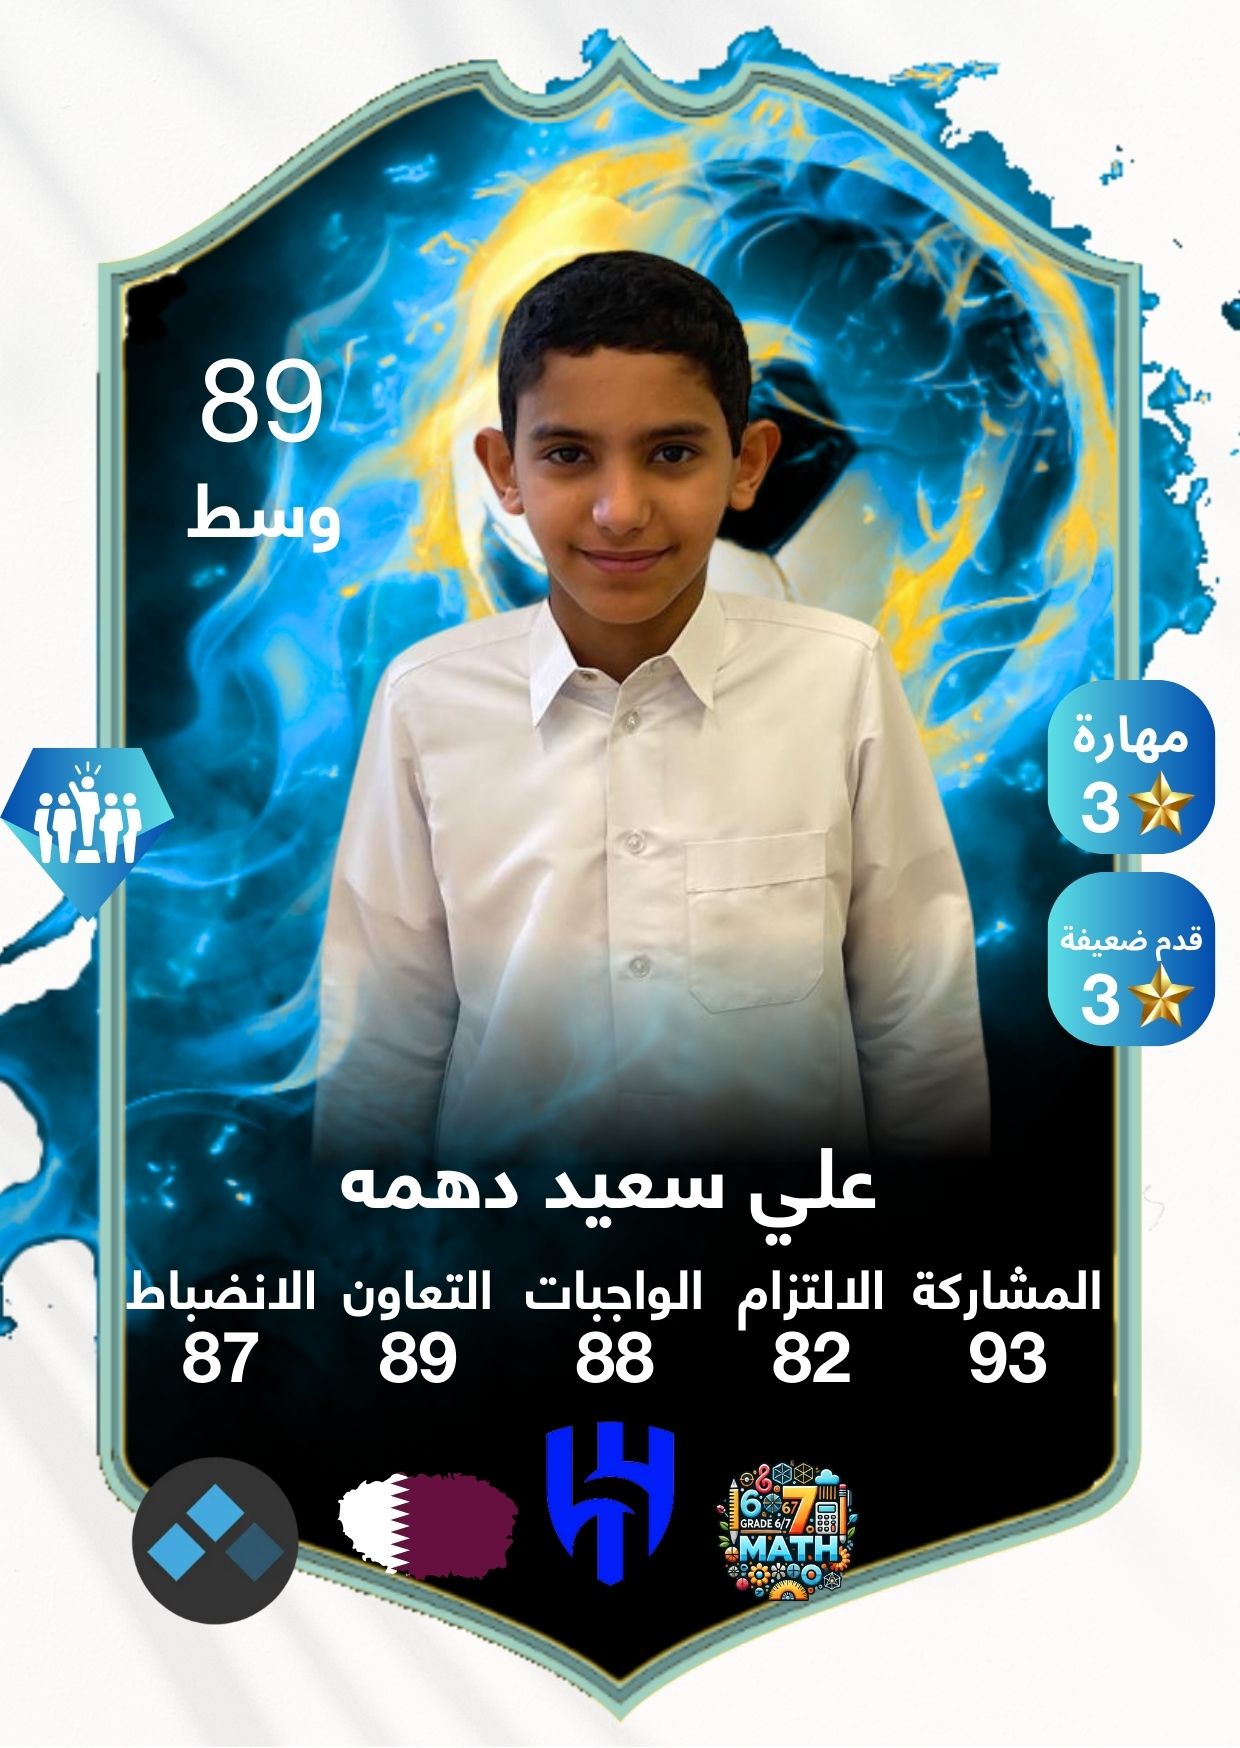 89
وسط
مهارة
3
قدم ضعيفة
3
علي سعيد دهمه
المشاركة الالتزام الواجبات التعاون الانضباط
93 82 88 89 87
6 67 7
GRADE 6/7
MATH